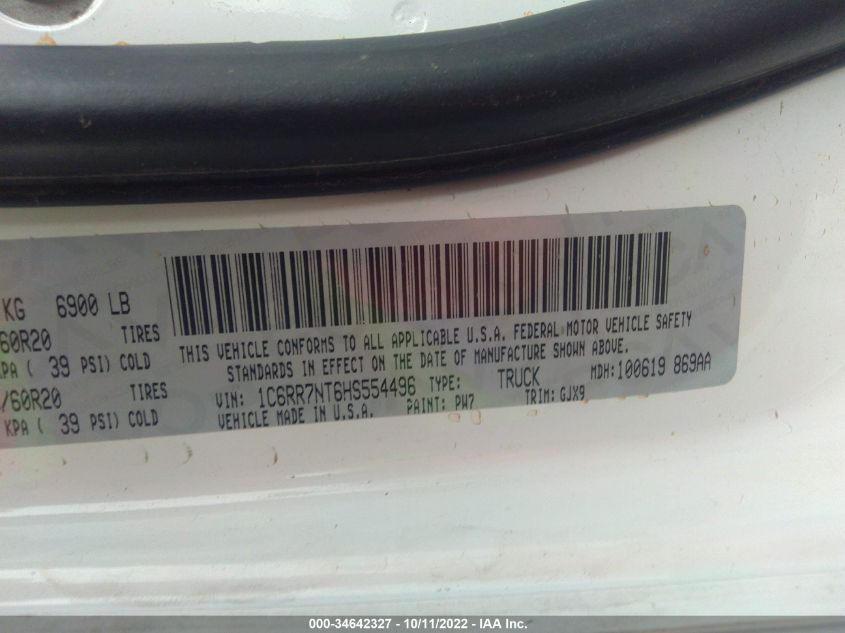 KG 6900 LB
60R20 TIRES
KPA ( 39 PSI) COLD
/60R20 TIRES
KPA ( 39 PSI) COLD
THIS VEHICLE CONFORMS TO ALL APPLICABLE U.S.A. FEDERAL MOTOR VEHICLE SAFETY
STANDARDS IN EFFECT ON THE DATE OF MANUFACTURE SHOWN ABOVE.
VIN: 1C6RR7NT6HS554496 TYPE: TRUCK MDH:100619 869AA
VEHICLE MADE IN U.S.A. PAINT: PW7 TRIM: GJX9
000-34642327 - 10/11/2022 - IAA Inc.